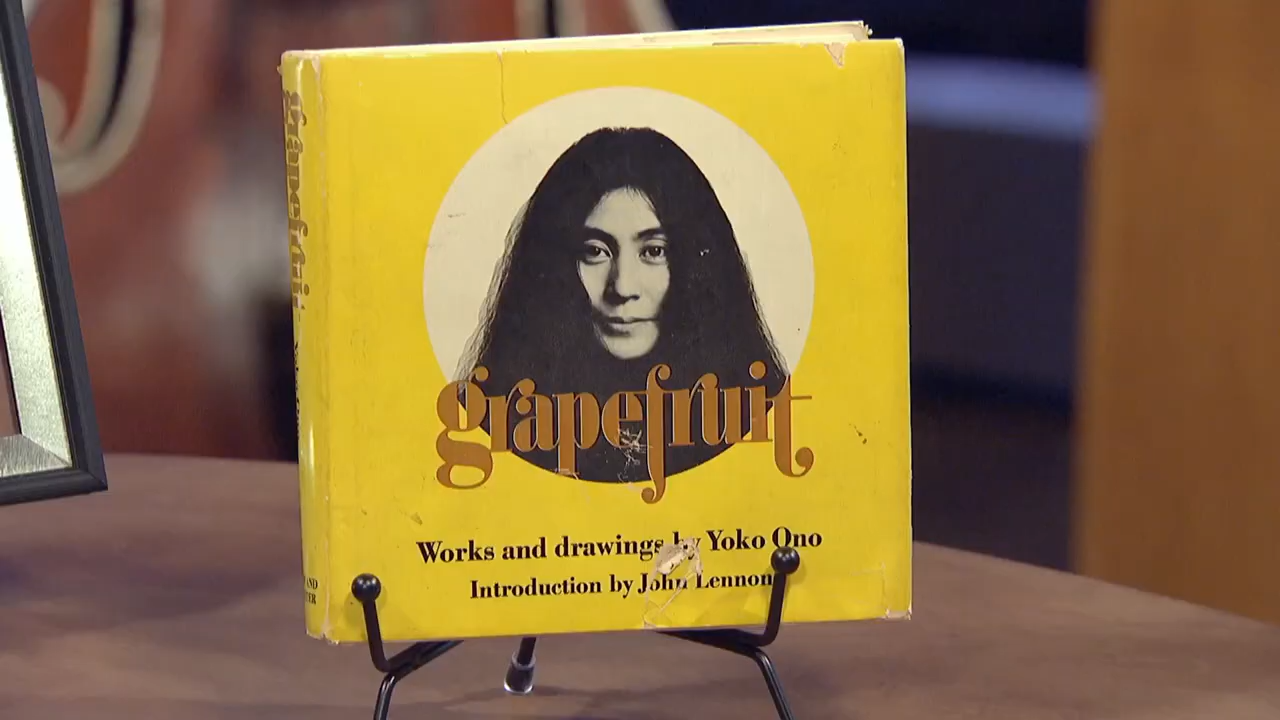 grapefruit
grapefruit
Works and drawings by Yoko Ono
Introduction by John Lennon